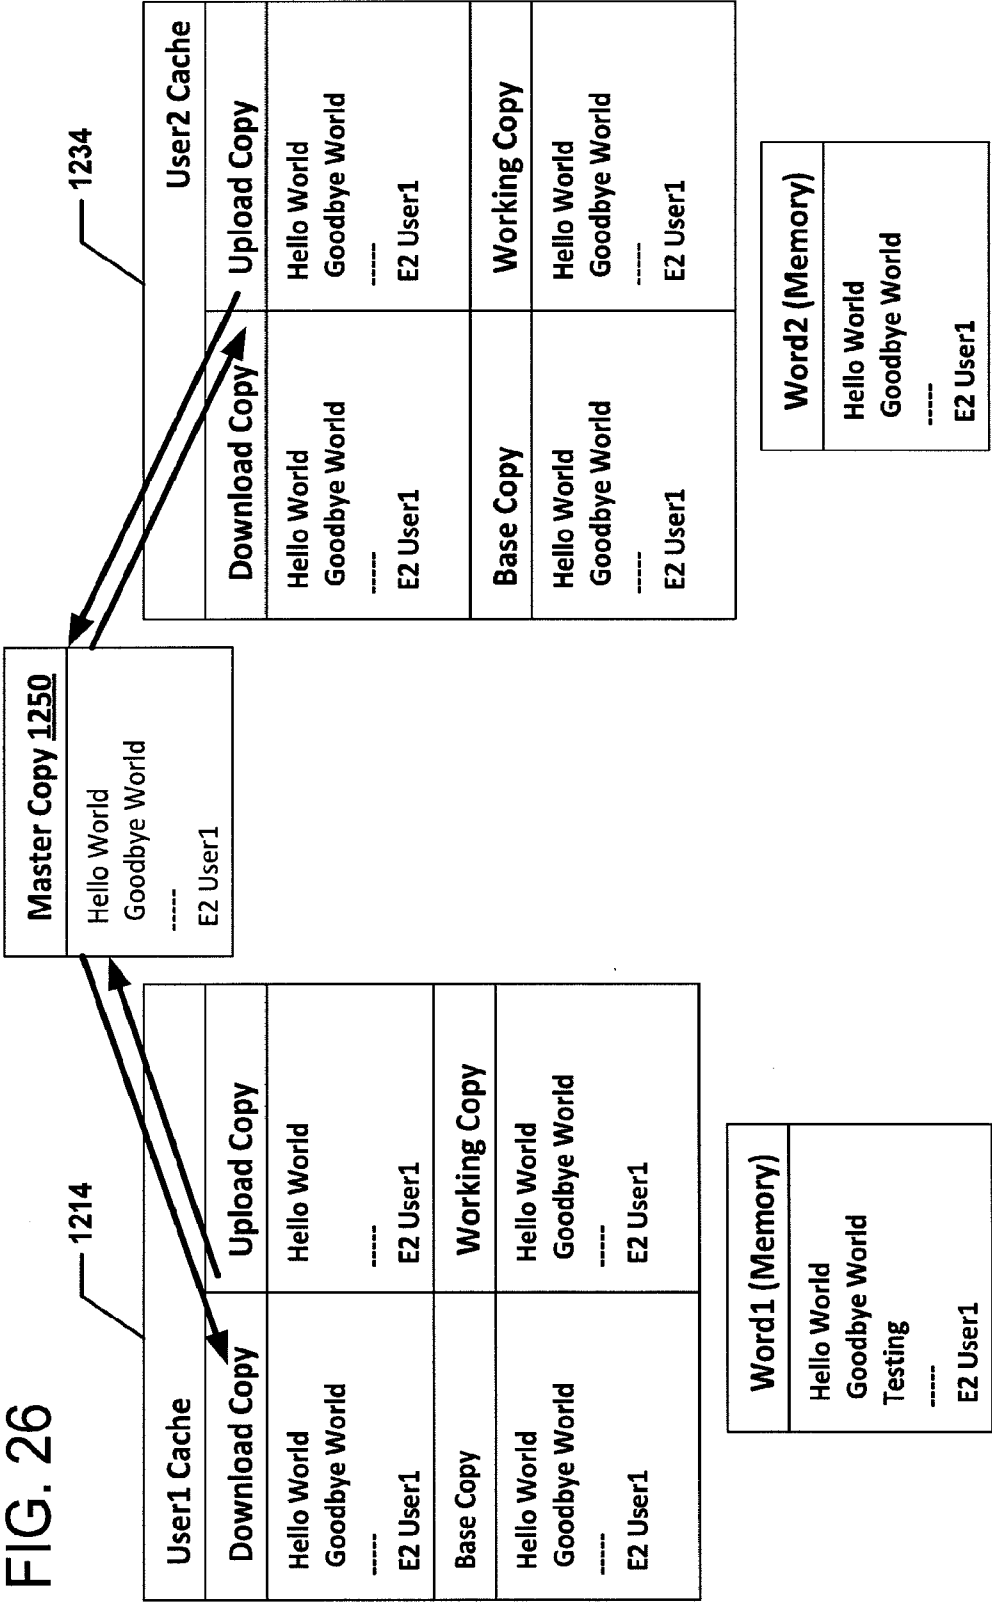 FIG. 26
Master Copy 1250
Hello World
Goodbye World
-----
E2 User1
1214
User1 Cache
Download Copy
Hello World
Goodbye World
-----
E2 User1
Upload Copy
Hello World
-----
E2 User1
Base Copy
Hello World
Goodbye World
-----
E2 User1
Working Copy
Hello World
Goodbye World
-----
E2 User1
Word1 (Memory)
Hello World
Goodbye World
Testing
-----
E2 User1
1234
User2 Cache
Download Copy
Hello World
Goodbye World
-----
E2 User1
Upload Copy
Hello World
Goodbye World
-----
E2 User1
Base Copy
Hello World
Goodbye World
-----
E2 User1
Working Copy
Hello World
Goodbye World
-----
E2 User1
Word2 (Memory)
Hello World
Goodbye World
-----
E2 User1